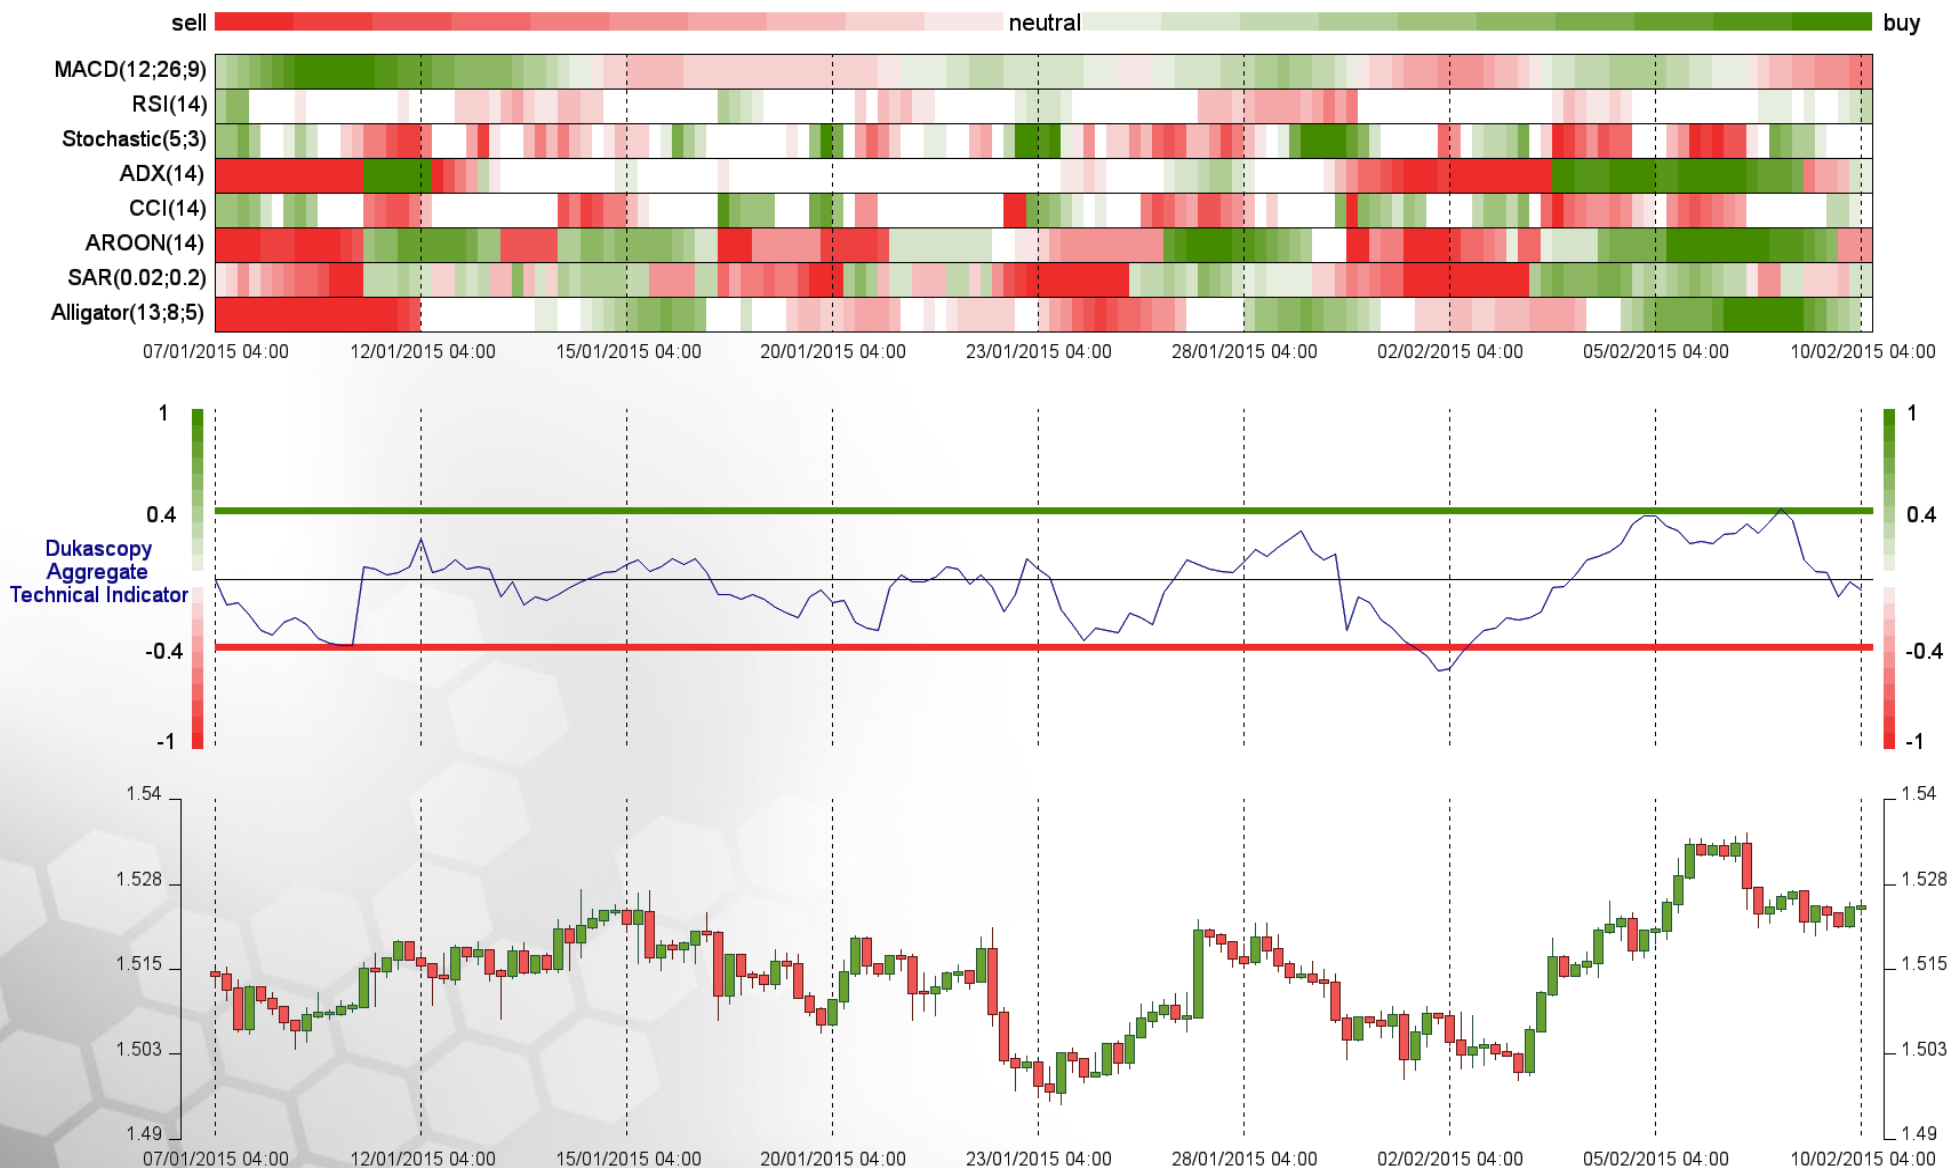 sell neutral buy
MACD(12;26;9)
RSI(14)
Stochastic(5;3)
ADX(14)
CCI(14)
AROON(14)
SAR(0.02;0.2)
Alligator(13;8;5)
07/01/2015 04:00 12/01/2015 04:00 15/01/2015 04:00 20/01/2015 04:00 23/01/2015 04:00 28/01/2015 04:00 02/02/2015 04:00 05/02/2015 04:00 10/02/2015 04:00
1 1
0.4 0.4
Dukascopy
Aggregate
Technical Indicator
-0.4 -0.4
-1 -1
1.54 1.54
1.528 1.528
1.515 1.515
1.503 1.503
1.49 1.49
07/01/2015 04:00 12/01/2015 04:00 15/01/2015 04:00 20/01/2015 04:00 23/01/2015 04:00 28/01/2015 04:00 02/02/2015 04:00 05/02/2015 04:00 10/02/2015 04:00